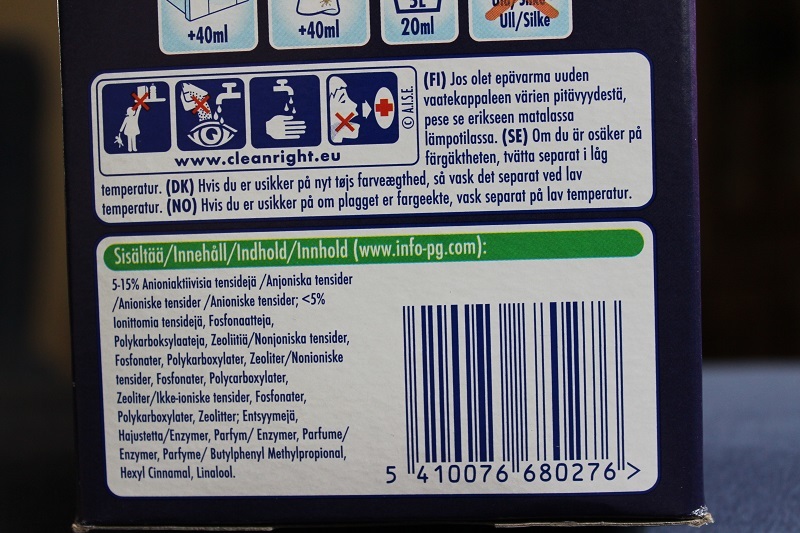 +40ml
+40ml
SE
20ml
Ull/Silke
© A.I.S.E.
www.cleanright.eu
(FI) Jos olet epävarma uuden
vaatekappaleen värien pitävyydestä,
pese se erikseen matalassa
lämpotilassa. (SE) Om du är osäker på
färgäktheten, tvätta separat i låg
temperatur. (DK) Hvis du er usikker på nyt tøjs farveægthed, så vask det separat ved lav
temperatur. (NO) Hvis du er usikker på om plagget er fargeekte, vask separat på lav temperatur.
Sisältää/Innehåll/Indhold/Innhold (www.info-pg.com):
5-15% Anioniaktiivisia tensidejä /Anjoniska tensider
/Anioniske tensider /Anioniske tensider; <5%
Ionittomia tensidejä, Fosfonaatteja,
Polykarboksylaateja, Zeoliitiä/Nonjoniska tensider,
Fosfonater, Polykarboxylater, Zeoliter/Nonioniske
tensider, Fosfonater, Polycarboxylater,
Zeoliter/Ikke-ioniske tensider, Fosfonater,
Polykarboxylater, Zeolitter; Entsyymejä,
Hajustetta/Enzymer, Parfym/ Enzymer, Parfume/
Enzymer, Parfyme/ Butylphenyl Methylpropional,
Hexyl Cinnamal, Linalool.
5 410076 680276 >